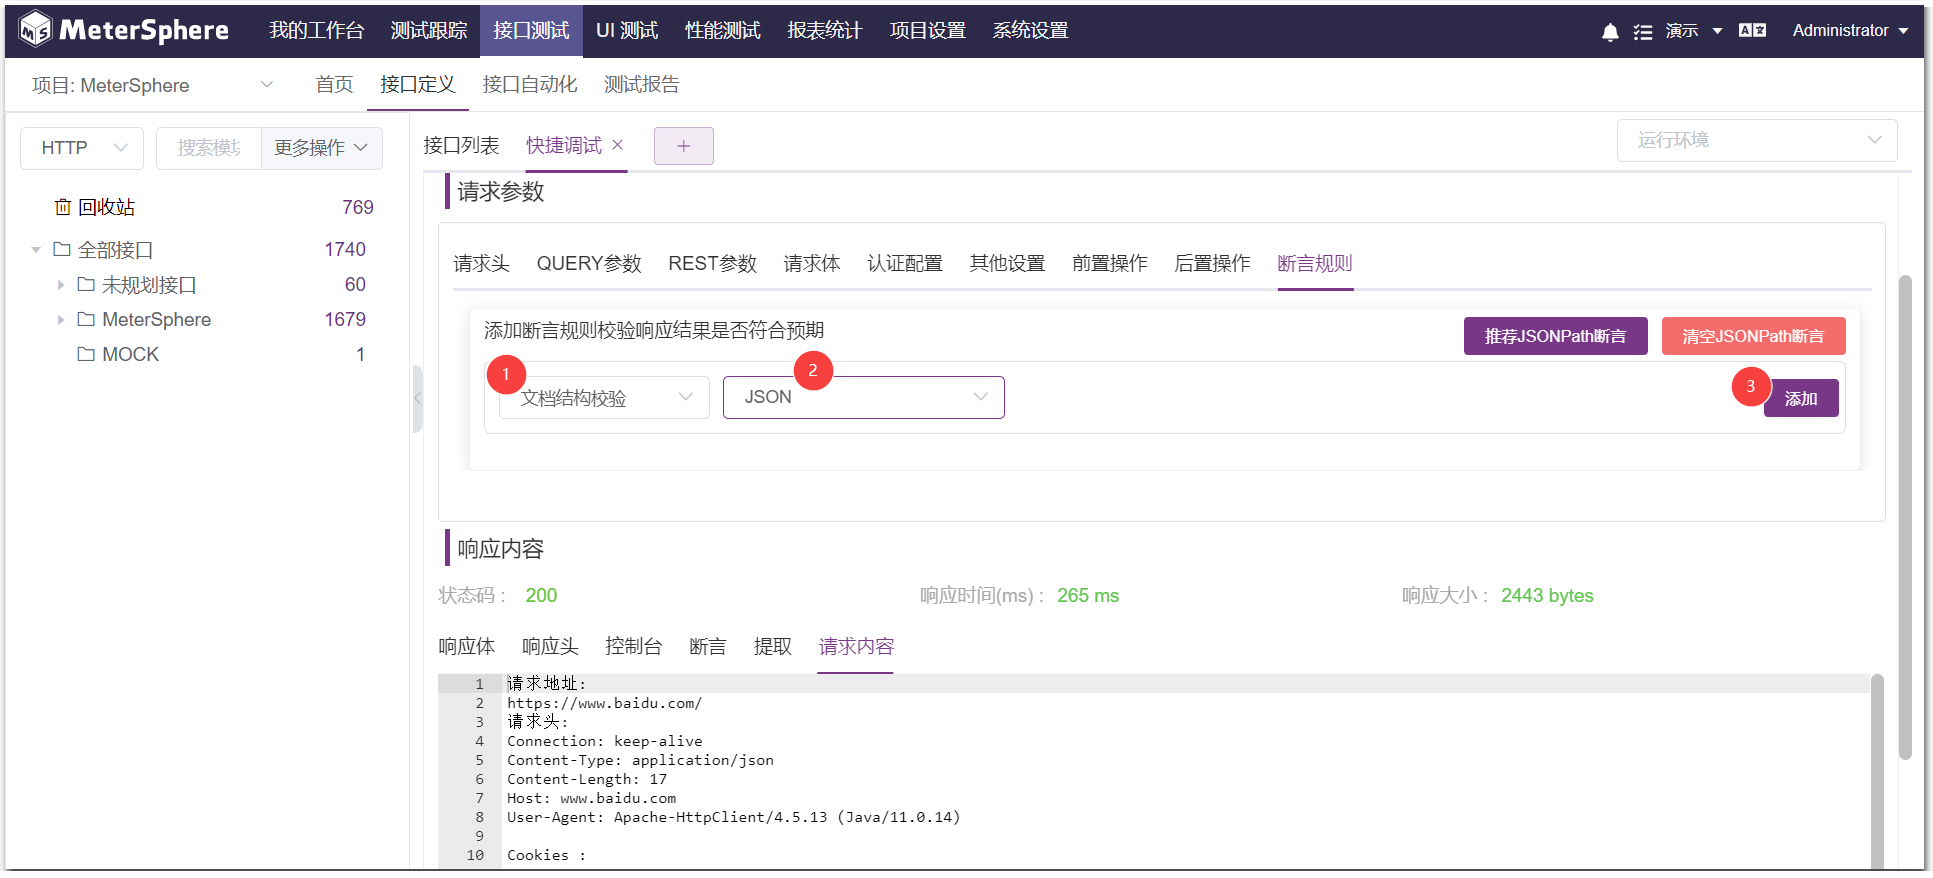 MeterSphere 我的工作台 测试跟踪 接口测试 UI 测试 性能测试 报表统计 项目设置 系统设置 演示 Administrator
项目: MeterSphere 首页 接口定义 接口自动化 测试报告
HTTP 搜索模块 更多操作
接口列表 快捷调试 × + 运行环境
请求参数
回收站 769
全部接口 1740
未规划接口 60
MeterSphere 1679
MOCK 1
请求头 QUERY参数 REST参数 请求体 认证配置 其他设置 前置操作 后置操作 断言规则
添加断言规则校验响应结果是否符合预期 推荐JSONPath断言 清空JSONPath断言
1 2 3
文档结构校验 JSON 添加
响应内容
状态码 : 200 响应时间(ms) : 265 ms 响应大小 : 2443 bytes
响应体 响应头 控制台 断言 提取 请求内容
1 请求地址:
2 https://www.baidu.com/
3 请求头:
4 Connection: keep-alive
5 Content-Type: application/json
6 Content-Length: 17
7 Host: www.baidu.com
8 User-Agent: Apache-HttpClient/4.5.13 (Java/11.0.14)
9
10 Cookies :